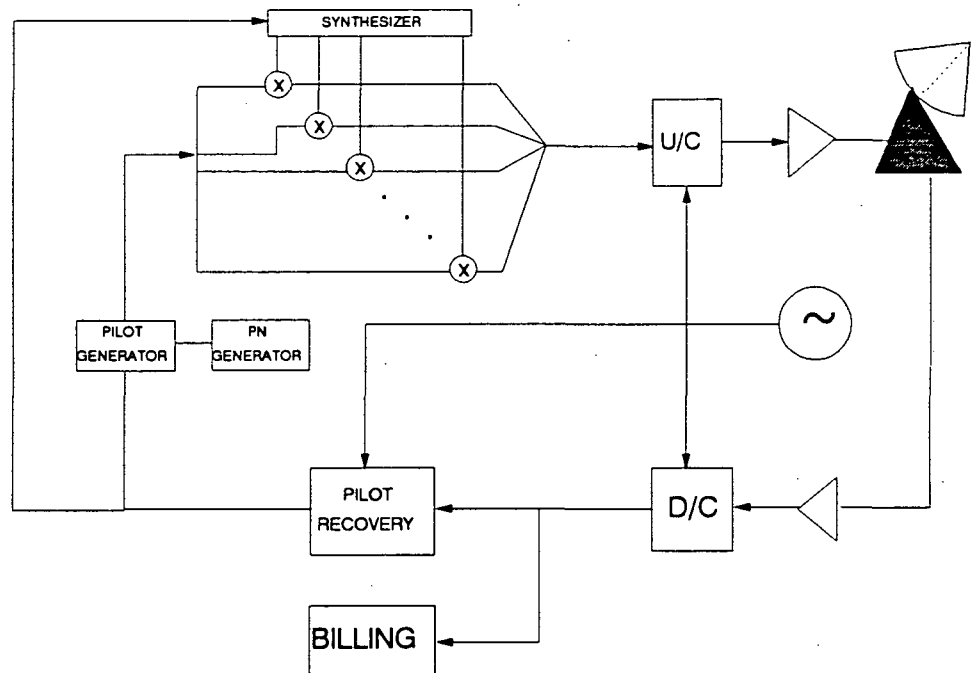 SYNTHESIZER
X
X
X
X
U/C
~
PILOT
GENERATOR
PN
GENERATOR
PILOT
RECOVERY
D/C
BILLING